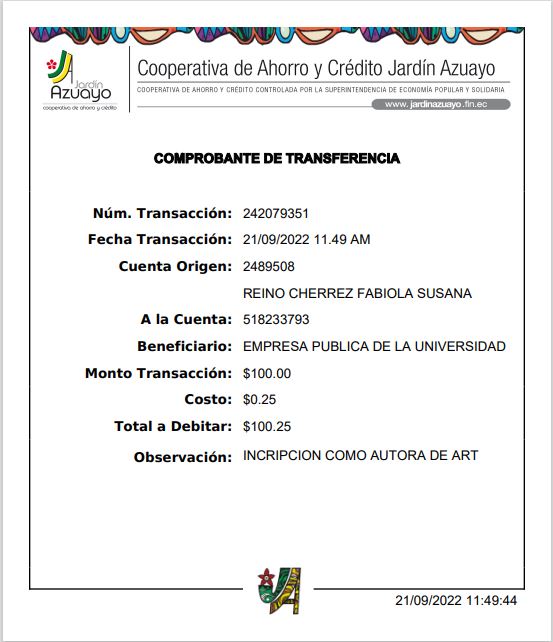 Jardín
Azuayo
cooperativa de ahorro y crédito
Cooperativa de Ahorro y Crédito Jardín Azuayo
COOPERATIVA DE AHORRO Y CRÉDITO CONTROLADA POR LA SUPERINTENDENCIA DE ECONOMÍA POPULAR Y SOLIDARIA
www.jardinazuayo.fin.ec
COMPROBANTE DE TRANSFERENCIA
Núm. Transacción: 242079351
Fecha Transacción: 21/09/2022 11.49 AM
Cuenta Origen: 2489508
REINO CHERREZ FABIOLA SUSANA
A la Cuenta: 518233793
Beneficiario: EMPRESA PUBLICA DE LA UNIVERSIDAD
Monto Transacción: $100.00
Costo: $0.25
Total a Debitar: $100.25
Observación: INCRIPCION COMO AUTORA DE ART
21/09/2022 11:49:44